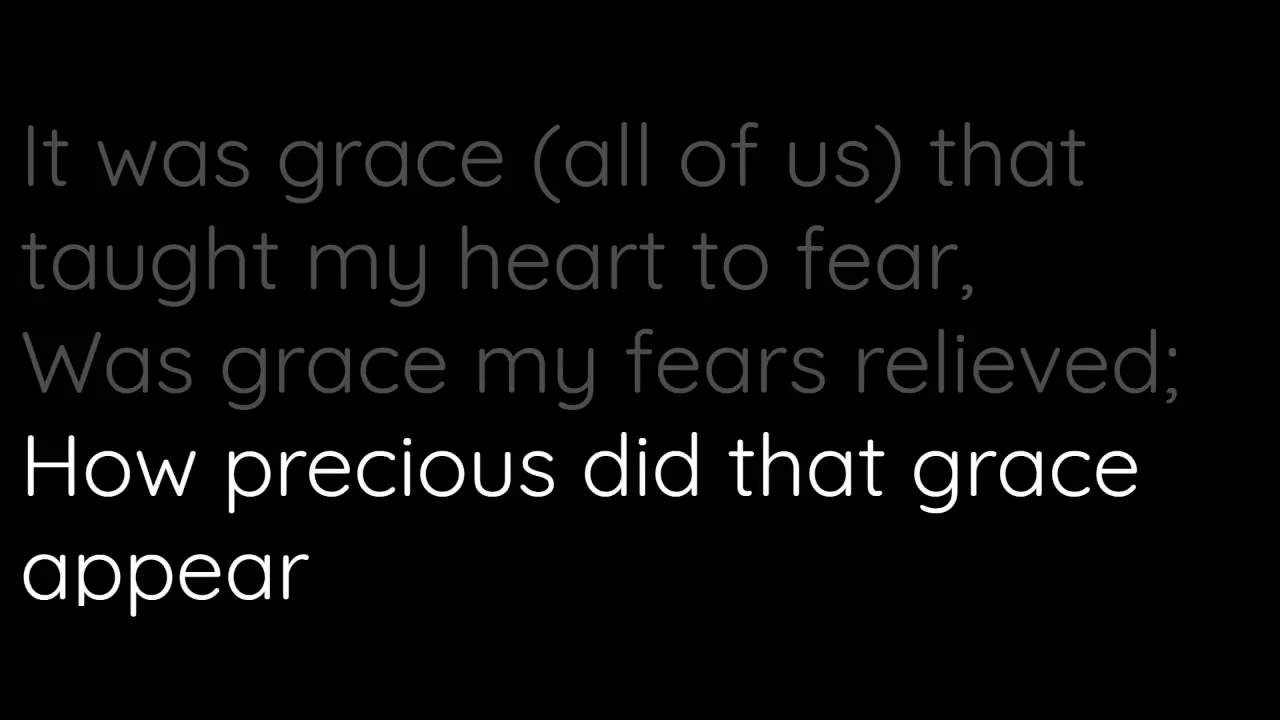 It was grace (all of us) that
taught my heart to fear,
Was grace my fears relieved;
How precious did that grace
appear